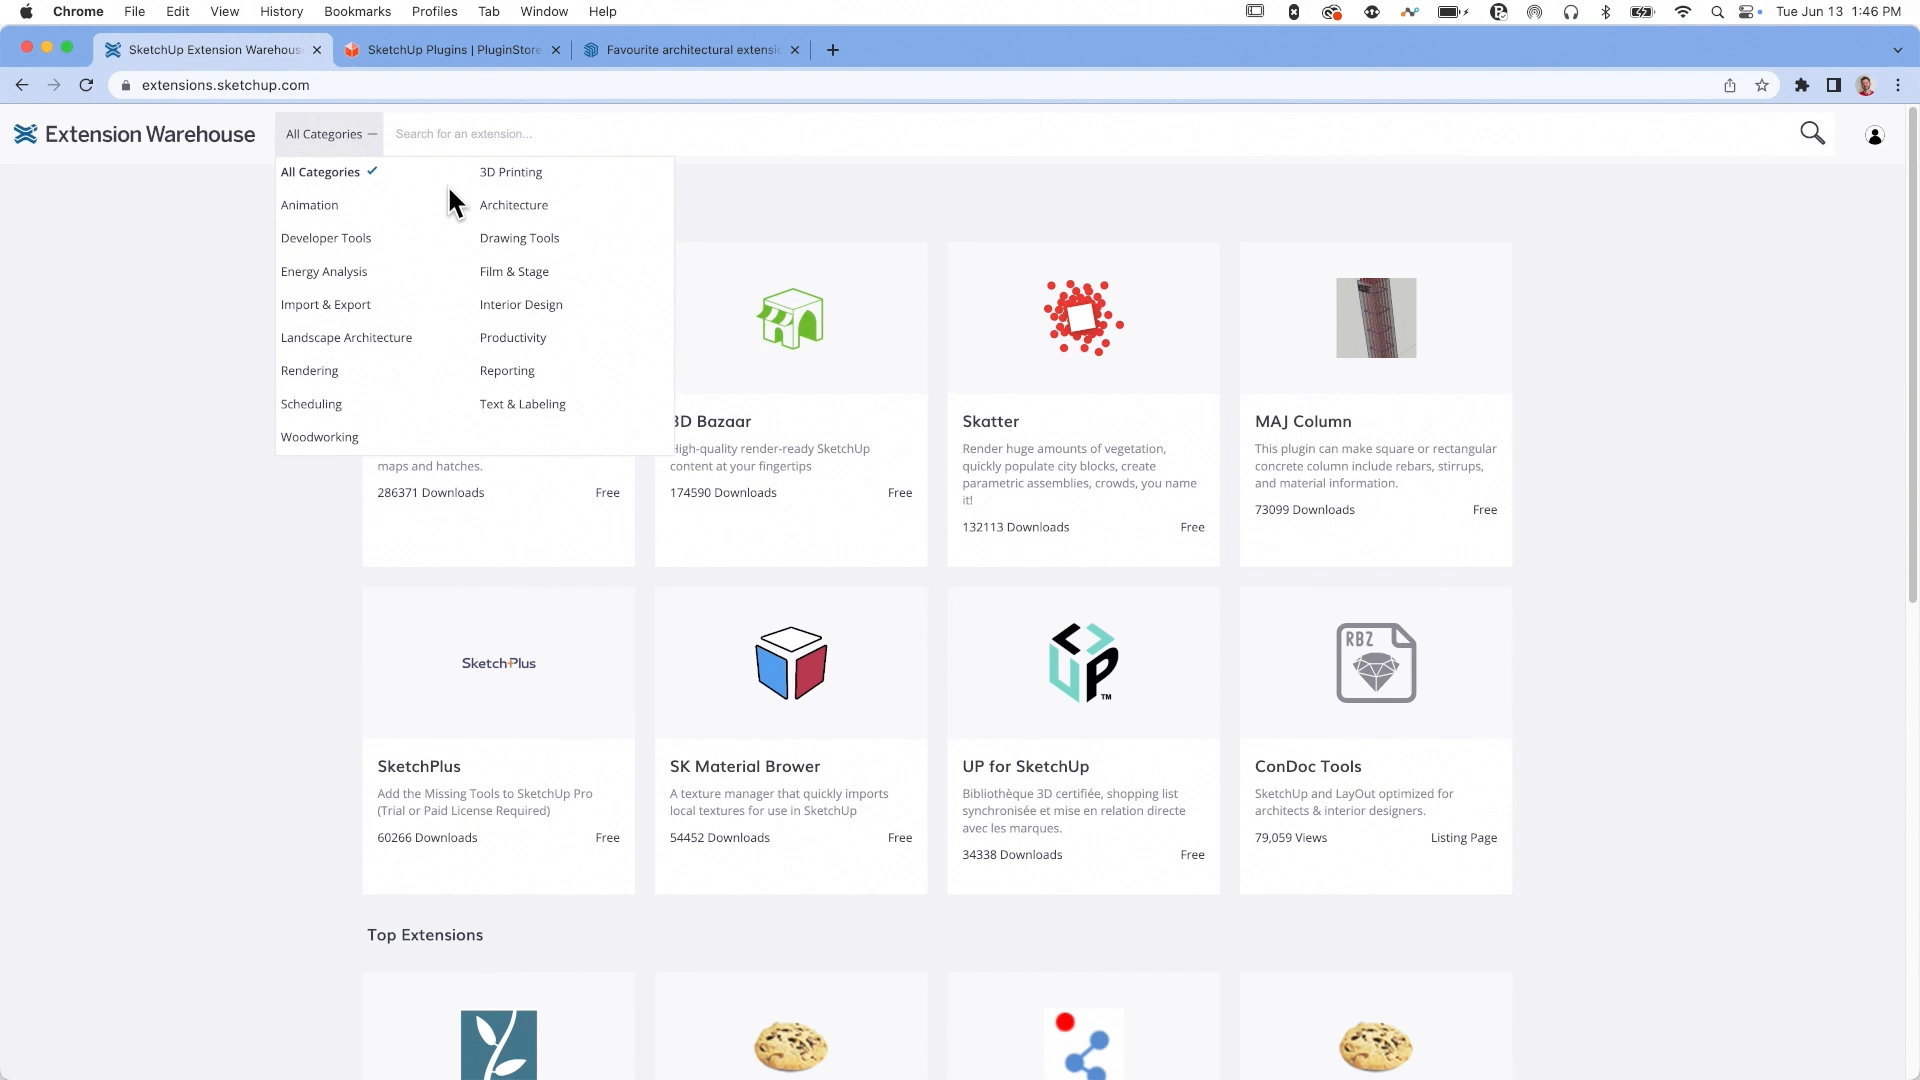 Chrome File Edit View History Bookmarks Profiles Tab Window Help Tue Jun 13 1:46 PM
SketchUp Extension Warehous SketchUp Plugins | PluginStore Favourite architectural extensi
extensions.sketchup.com
Extension Warehouse All Categories Search for an extension...
All Categories 3D Printing
Animation Architecture
Developer Tools Drawing Tools
Energy Analysis Film & Stage
Import & Export Interior Design
Landscape Architecture Productivity
Rendering Reporting
Scheduling Text & Labeling
Woodworking
maps and hatches.
286371 Downloads Free
3D Bazaar
High-quality render-ready SketchUp
content at your fingertips
174590 Downloads Free
Skatter
Render huge amounts of vegetation,
quickly populate city blocks, create
parametric assemblies, crowds, you name
it!
132113 Downloads Free
MAJ Column
This plugin can make square or rectangular
concrete column include rebars, stirrups,
and material information.
73099 Downloads Free
SketchPlus
SketchPlus
Add the Missing Tools to SketchUp Pro
(Trial or Paid License Required)
60266 Downloads Free
SK Material Brower
A texture manager that quickly imports
local textures for use in SketchUp
54452 Downloads Free
UP TM
UP for SketchUp
Bibliothèque 3D certifiée, shopping list
synchronisée et mise en relation directe
avec les marques.
34338 Downloads Free
RBZ
ConDoc Tools
SketchUp and LayOut optimized for
architects & interior designers.
79,059 Views Listing Page
Top Extensions